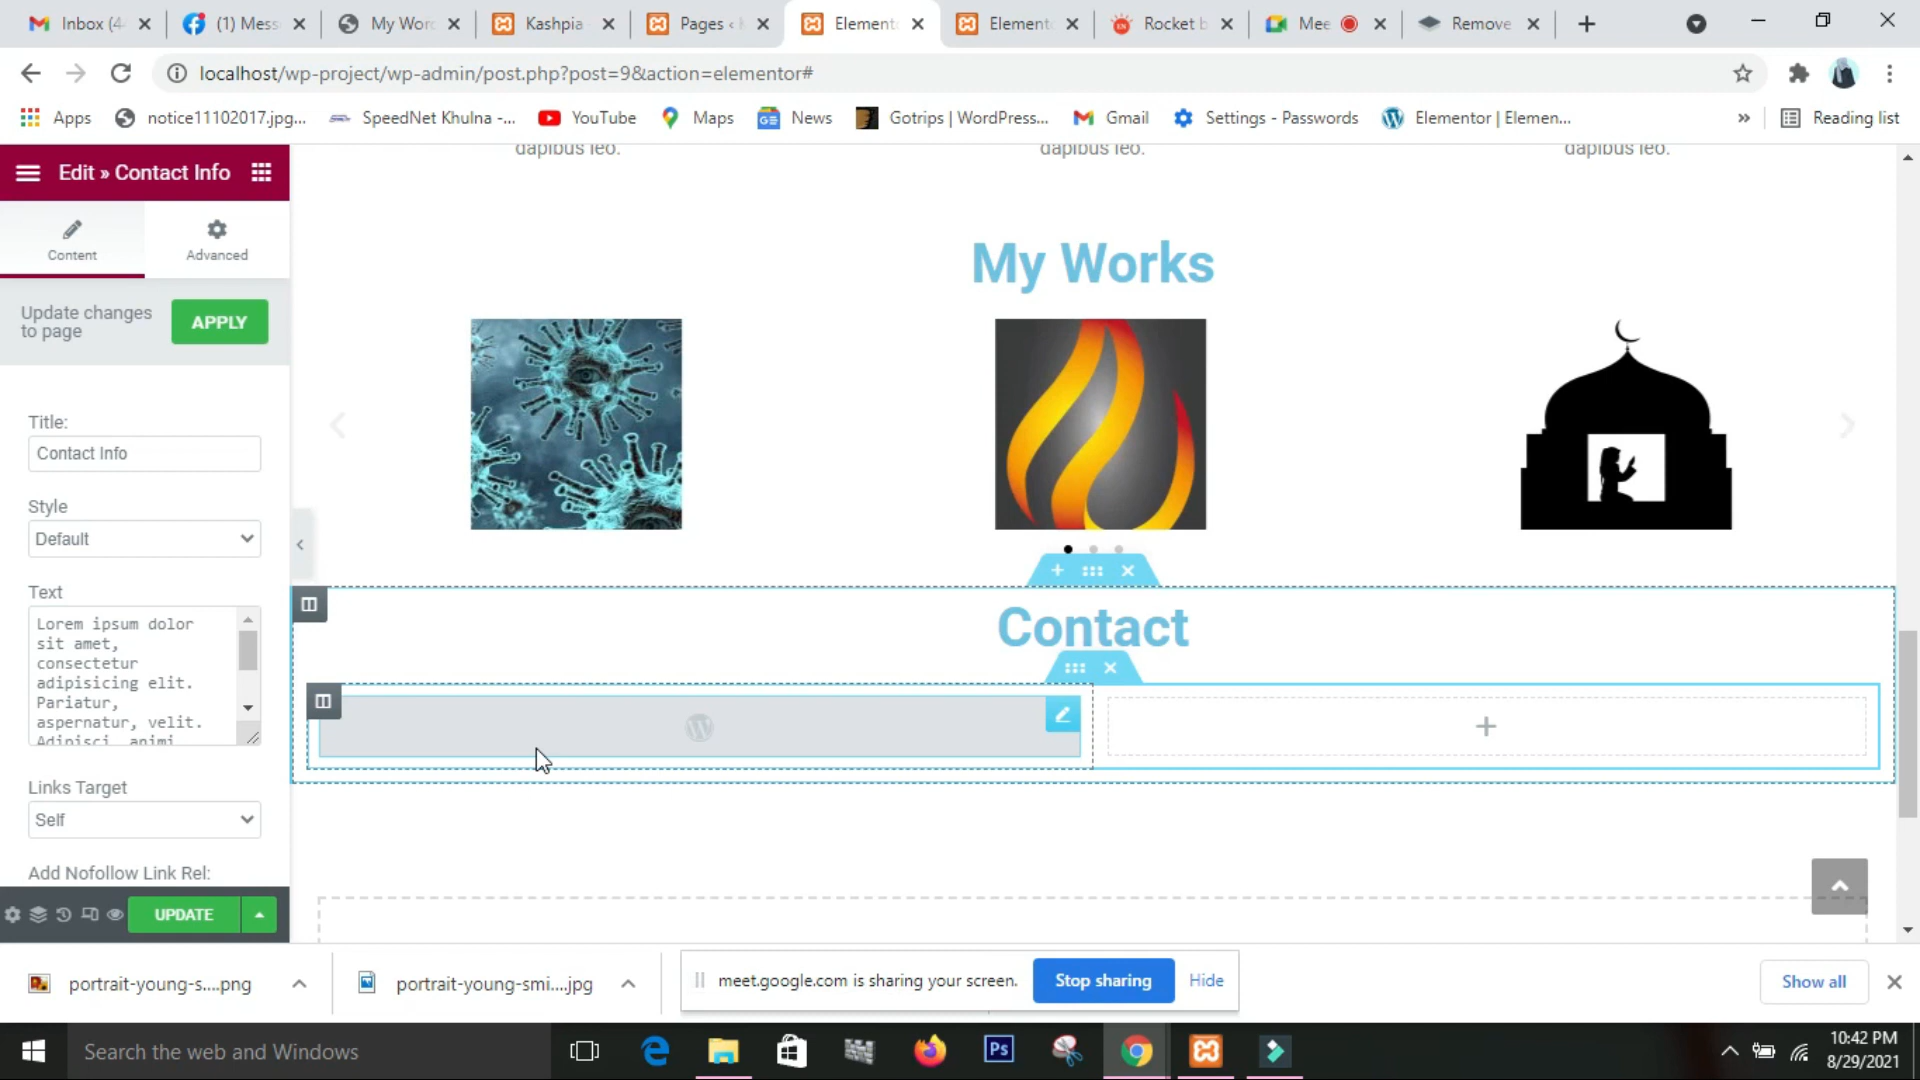 Inbox (4
(1) Mess
My Word
Kashpia
Pages ‹
Element
Element
Rocket b
Mee
Remove
localhost/wp-project/wp-admin/post.php?post=9&action=elementor#
Apps
notice11102017.jpg...
SpeedNet Khulna -...
YouTube
Maps
News
Gotrips | WordPress...
Gmail
Settings - Passwords
Elementor | Elemen...
»
Reading list
Edit » Contact Info
dapibus leo.
dapibus leo.
dapibus leo.
Content
Advanced
My Works
Update changes
to page
APPLY
Title:
Contact Info
Style
Default
Text
Lorem ipsum dolor
sit amet,
consectetur
adipisicing elit.
Pariatur,
aspernatur, velit.
Adipisci, animi
Contact
Links Target
Self
Add Nofollow Link Rel:
UPDATE
portrait-young-s....png
portrait-young-smi....jpg
meet.google.com is sharing your screen.
Stop sharing
Hide
Show all
Search the web and Windows
Ps
10:42 PM
8/29/2021